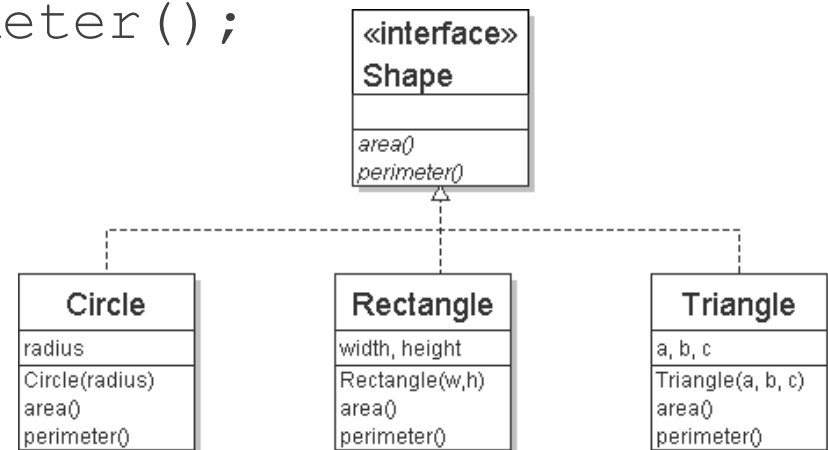 eter();
«interface»
Shape
area()
perimeter()
Circle
radius
Circle(radius)
area()
perimeter()
Rectangle
width, height
Rectangle(w,h)
area()
perimeter()
Triangle
a, b, c
Triangle(a, b, c)
area()
perimeter()